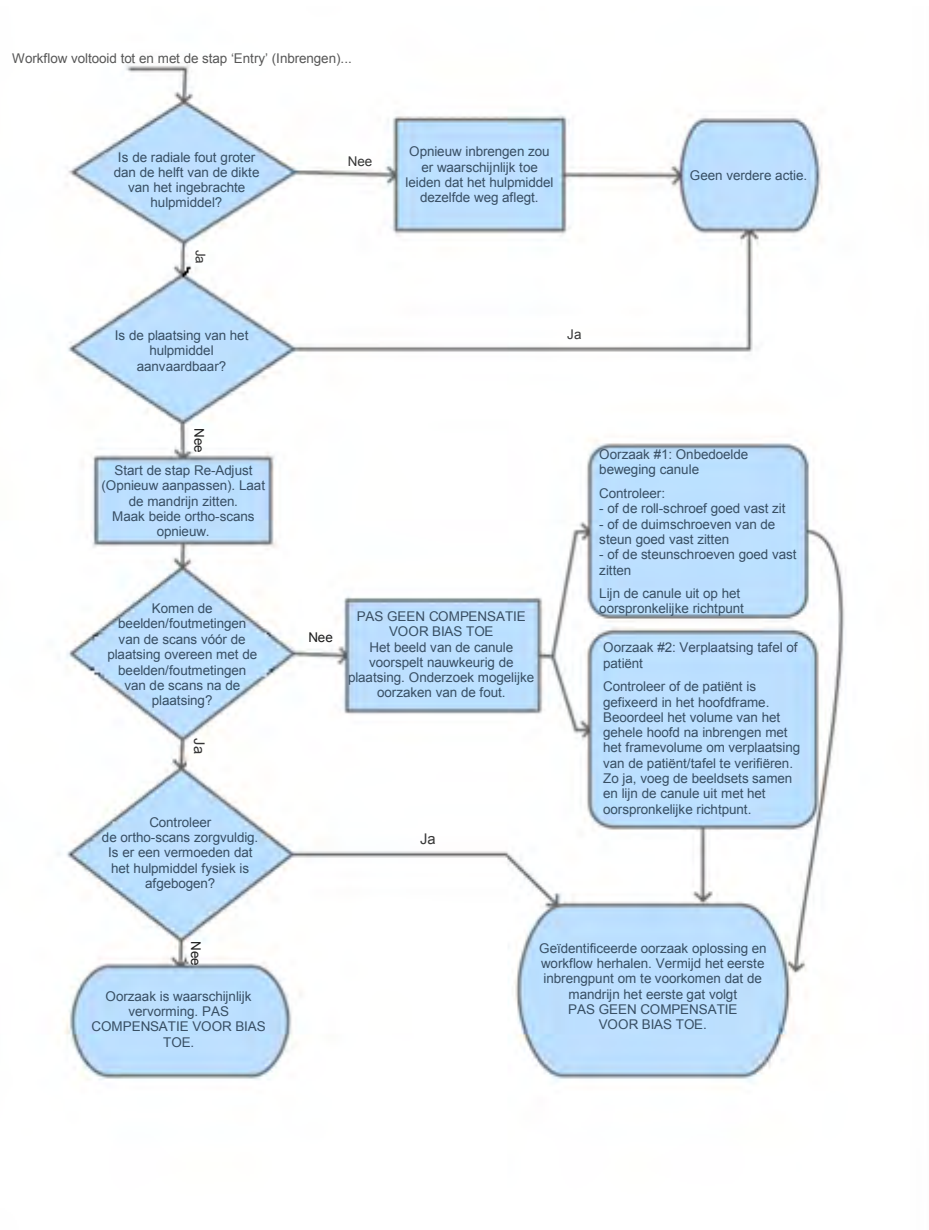 Workflow voltooid tot en met de stap ‘Entry’ (Inbrengen)...
Is de radiale fout groter
dan de helft van de dikte
van het ingebrachte
hulpmiddel?
Nee
Opnieuw inbrengen zou
er waarschijnlijk toe
leiden dat het hulpmiddel
dezelfde weg aflegt.
Geen verdere actie.
Ja
Is de plaatsing van het
hulpmiddel
aanvaardbaar?
Ja
Nee
Start de stap Re-Adjust
(Opnieuw aanpassen). Laat
de mandrijn zitten.
Maak beide ortho-scans
opnieuw.
Komen de
beelden/foutmetingen
van de scans vóór de
plaatsing overeen met de
beelden/foutmetingen
van de scans na de
plaatsing?
Nee
PAS GEEN COMPENSATIE
VOOR BIAS TOE
Het beeld van de canule
voorspelt nauwkeurig de
plaatsing. Onderzoek mogelijke
oorzaken van de fout.
Oorzaak #1: Onbedoelde
beweging canule
Controleer:
- of de roll-schroef goed vast zit
- of de duimschroeven van de
steun goed vast zitten
- of de steunschroeven goed vast
zitten
Lijn de canule uit op het
oorspronkelijke richtpunt
Oorzaak #2: Verplaatsing tafel of
patiënt
Controleer of de patiënt is
gefixeerd in het hoofdframe.
Beoordeel het volume van het
gehele hoofd na inbrengen met
het framevolume om verplaatsing
van de patiënt/tafel te verifiëren.
Zo ja, voeg de beeldsets samen
en lijn de canule uit met het
oorspronkelijke richtpunt.
Ja
Controleer
de ortho-scans zorgvuldig.
Is er een vermoeden dat
het hulpmiddel fysiek is
afgebogen?
Ja
Nee
Oorzaak is waarschijnlijk
vervorming. PAS
COMPENSATIE VOOR BIAS
TOE.
Geïdentificeerde oorzaak oplossing en
workflow herhalen. Vermijd het eerste
inbrengpunt om te voorkomen dat de
mandrijn het eerste gat volgt
PAS GEEN COMPENSATIE
VOOR BIAS TOE.